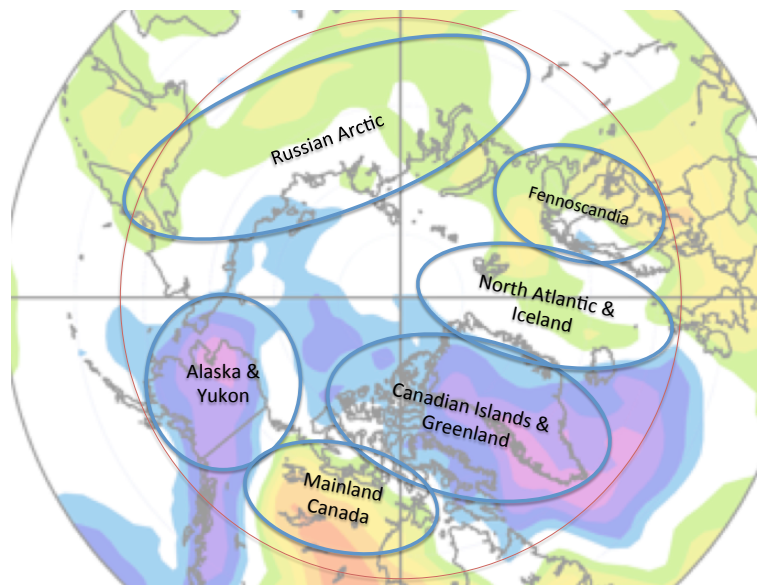 Russian Arctic
Fennoscandia
North Atlantic &
Iceland
Alaska &
Yukon
Canadian Islands &
Greenland
Mainland
Canada